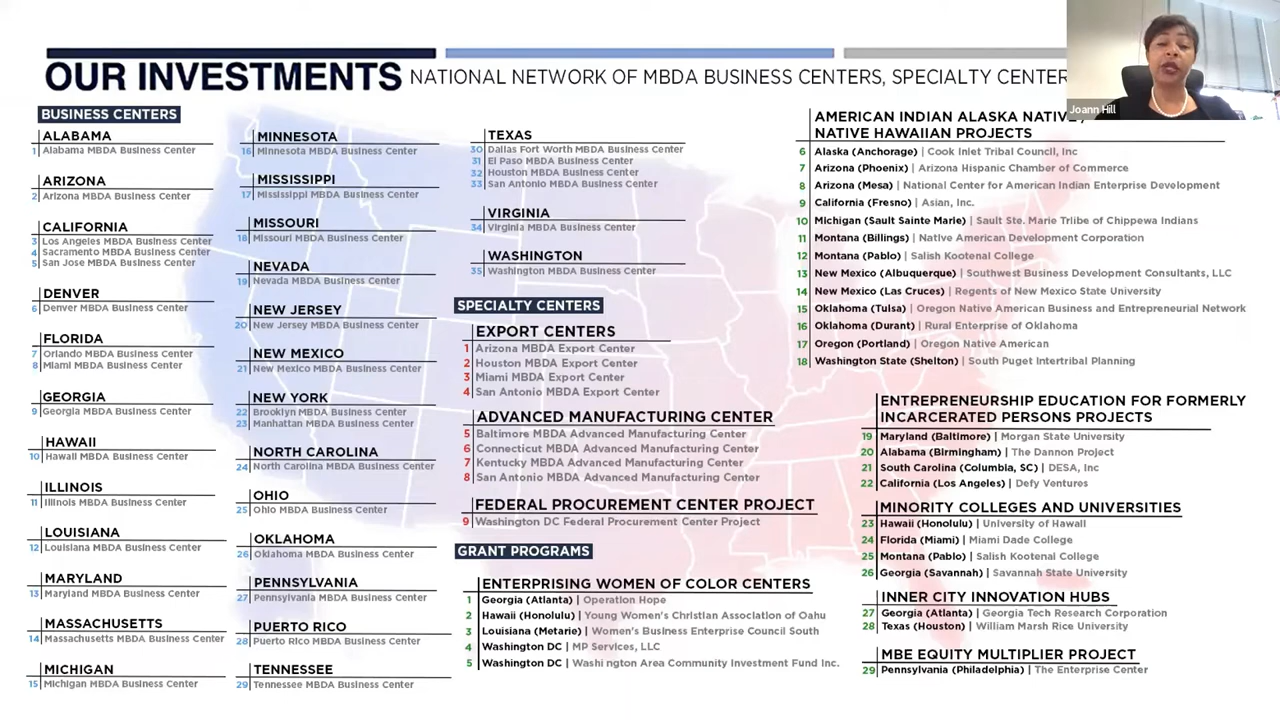 OUR INVESTMENTS NATIONAL NETWORK OF MBDA BUSINESS CENTERS, SPECIALTY CENTER
Joann Hill
BUSINESS CENTERS
ALABAMA
1 Alabama MBDA Business Center
ARIZONA
2 Arizona MBDA Business Center
CALIFORNIA
3 Los Angeles MBDA Business Center
4 Sacramento MBDA Business Center
5 San Jose MBDA Business Center
DENVER
6 Denver MBDA Business Center
FLORIDA
7 Orlando MBDA Business Center
8 Miami MBDA Business Center
GEORGIA
9 Georgia MBDA Business Center
HAWAII
10 Hawaii MBDA Business Center
ILLINOIS
11 Illinois MBDA Business Center
LOUISIANA
12 Louisiana MBDA Business Center
MARYLAND
13 Maryland MBDA Business Center
MASSACHUSETTS
14 Massachusetts MBDA Business Center
MICHIGAN
15 Michigan MBDA Business Center
MINNESOTA
16 Minnesota MBDA Business Center
MISSISSIPPI
17 Mississippi MBDA Business Center
MISSOURI
18 Missouri MBDA Business Center
NEVADA
19 Nevada MBDA Business Center
NEW JERSEY
20 New Jersey MBDA Business Center
NEW MEXICO
21 New Mexico MBDA Business Center
NEW YORK
22 Brooklyn MBDA Business Center
23 Manhattan MBDA Business Center
NORTH CAROLINA
24 North Carolina MBDA Business Center
OHIO
25 Ohio MBDA Business Center
OKLAHOMA
26 Oklahoma MBDA Business Center
PENNSYLVANIA
27 Pennsylvania MBDA Business Center
PUERTO RICO
28 Puerto Rico MBDA Business Center
TENNESSEE
29 Tennessee MBDA Business Center
TEXAS
30 Dallas Fort Worth MBDA Business Center
31 El Paso MBDA Business Center
32 Houston MBDA Business Center
33 San Antonio MBDA Business Center
VIRGINIA
34 Virginia MBDA Business Center
WASHINGTON
35 Washington MBDA Business Center
SPECIALTY CENTERS
EXPORT CENTERS
1 Arizona MBDA Export Center
2 Houston MBDA Export Center
3 Miami MBDA Export Center
4 San Antonio MBDA Export Center
ADVANCED MANUFACTURING CENTER
5 Baltimore MBDA Advanced Manufacturing Center
6 Connecticut MBDA Advanced Manufacturing Center
7 Kentucky MBDA Advanced Manufacturing Center
8 San Antonio MBDA Advanced Manufacturing Center
FEDERAL PROCUREMENT CENTER PROJECT
9 Washington DC Federal Procurement Center Project
GRANT PROGRAMS
ENTERPRISING WOMEN OF COLOR CENTERS
1 Georgia (Atlanta) | Operation Hope
2 Hawaii (Honolulu) | Young Women's Christian Association of Oahu
3 Louisiana (Metarie) | Women's Business Enterprise Council South
4 Washington DC | MP Services, LLC
5 Washington DC | Washington Area Community Investment Fund Inc.
AMERICAN INDIAN ALASKA NATIVE /
NATIVE HAWAIIAN PROJECTS
6 Alaska (Anchorage) | Cook Inlet Tribal Council, Inc
7 Arizona (Phoenix) | Arizona Hispanic Chamber of Commerce
8 Arizona (Mesa) | National Center for American Indian Enterprise Development
9 California (Fresno) | Asian, Inc.
10 Michigan (Sault Sainte Marie) | Sault Ste. Marie Trlibe of Chippewa Indians
11 Montana (Billings) | Native American Development Corporation
12 Montana (Pablo) | Salish Kootenal College
13 New Mexico (Albuquerque) | Southwest Business Development Consultants, LLC
14 New Mexico (Las Cruces) | Regents of New Mexico State University
15 Oklahoma (Tulsa) | Oregon Native American Business and Entrepreneurial Network
16 Oklahoma (Durant) | Rural Enterprise of Oklahoma
17 Oregon (Portland) | Oregon Native American
18 Washington State (Shelton) | South Puget Intertribal Planning
ENTREPRENEURSHIP EDUCATION FOR FORMERLY
INCARCERATED PERSONS PROJECTS
19 Maryland (Baltimore) | Morgan State University
20 Alabama (Birmingham) | The Dannon Project
21 South Carolina (Columbia, SC) | DESA, Inc
22 California (Los Angeles) | Defy Ventures
MINORITY COLLEGES AND UNIVERSITIES
23 Hawaii (Honolulu) | University of Hawaii
24 Florida (Miami) | Miami Dade College
25 Montana (Pablo) | Salish Kootenal College
26 Georgia (Savannah) | Savannah State University
INNER CITY INNOVATION HUBS
27 Georgia (Atlanta) | Georgia Tech Research Corporation
28 Texas (Houston) | William Marsh Rice University
MBE EQUITY MULTIPLIER PROJECT
29 Pennsylvania (Philadelphia) | The Enterprise Center